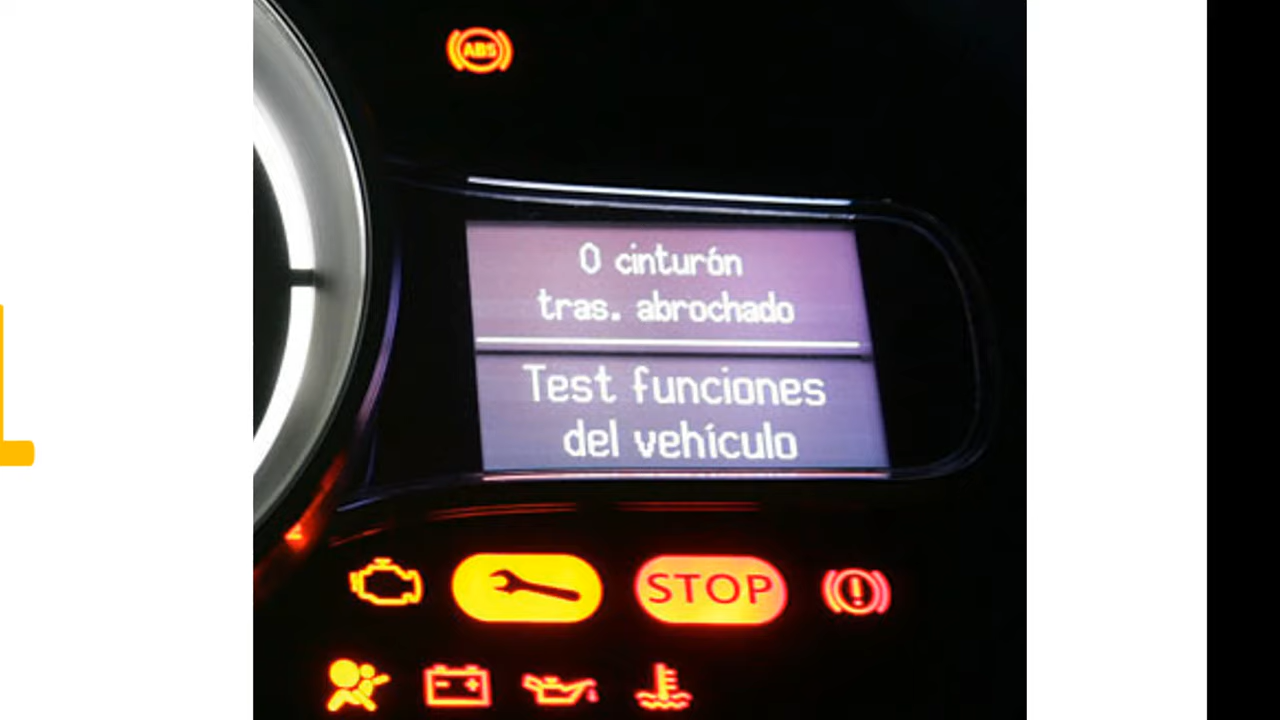 ABS
0 cinturón
tras. abrochado
Test funciones
del vehículo
STOP